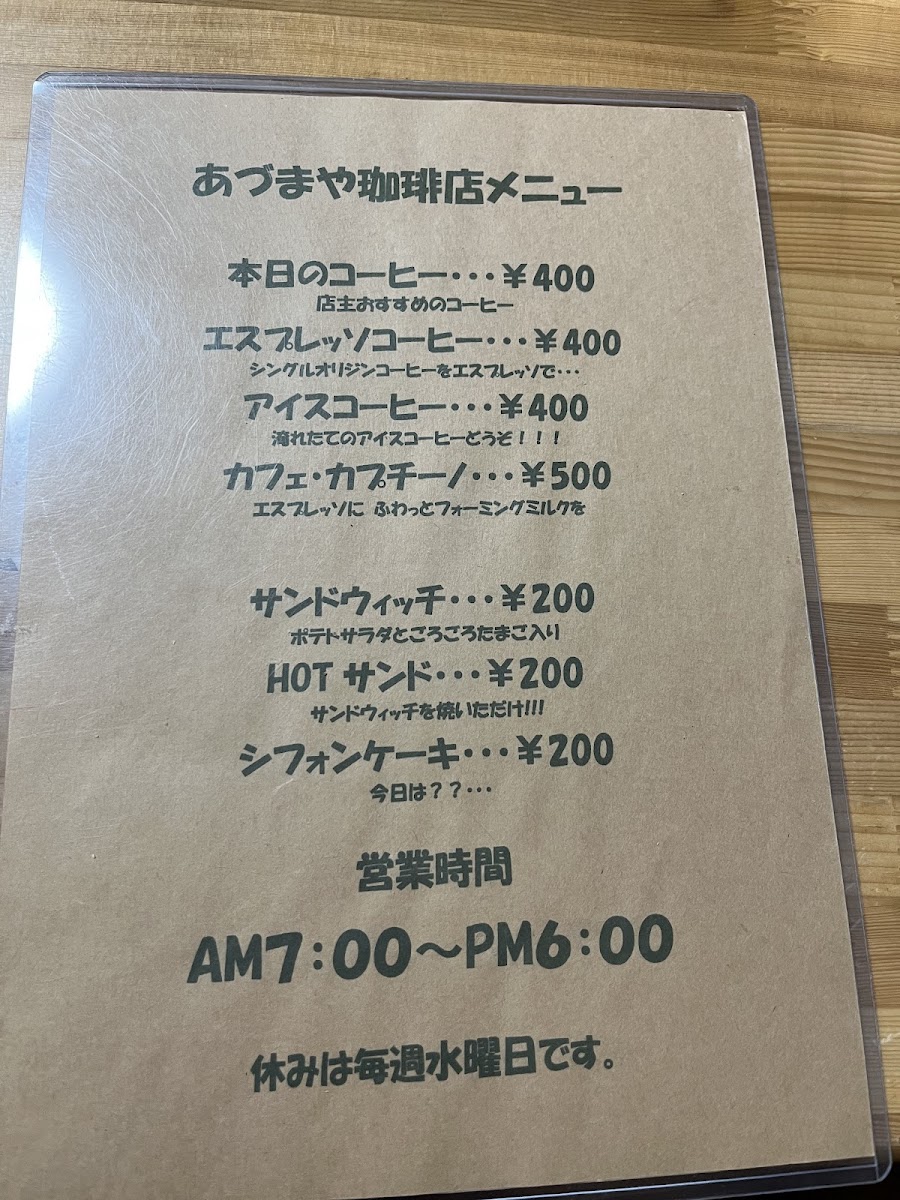 あづまや珈琲店メニュー
本日のコーヒー・・・￥400
店主おすすめのコーヒー
エスプレッソコーヒー・・・￥400
シングルオリジンコーヒーをエスプレッソで・・・
アイスコーヒー・・・￥400
淹れたてのアイスコーヒーどうぞ！！！
カフェ・カプチーノ・・・￥500
エスプレッソに ふわっとフォーミングミルクを
サンドウィッチ・・・￥200
ポテトサラダとごろごろたまご入り
HOT サンド・・・￥200
サンドウィッチを焼いただけ!!!
シフォンケーキ・・・￥200
今日は？？・・・
営業時間
AM7：00～PM6：00
休みは毎週水曜日です。